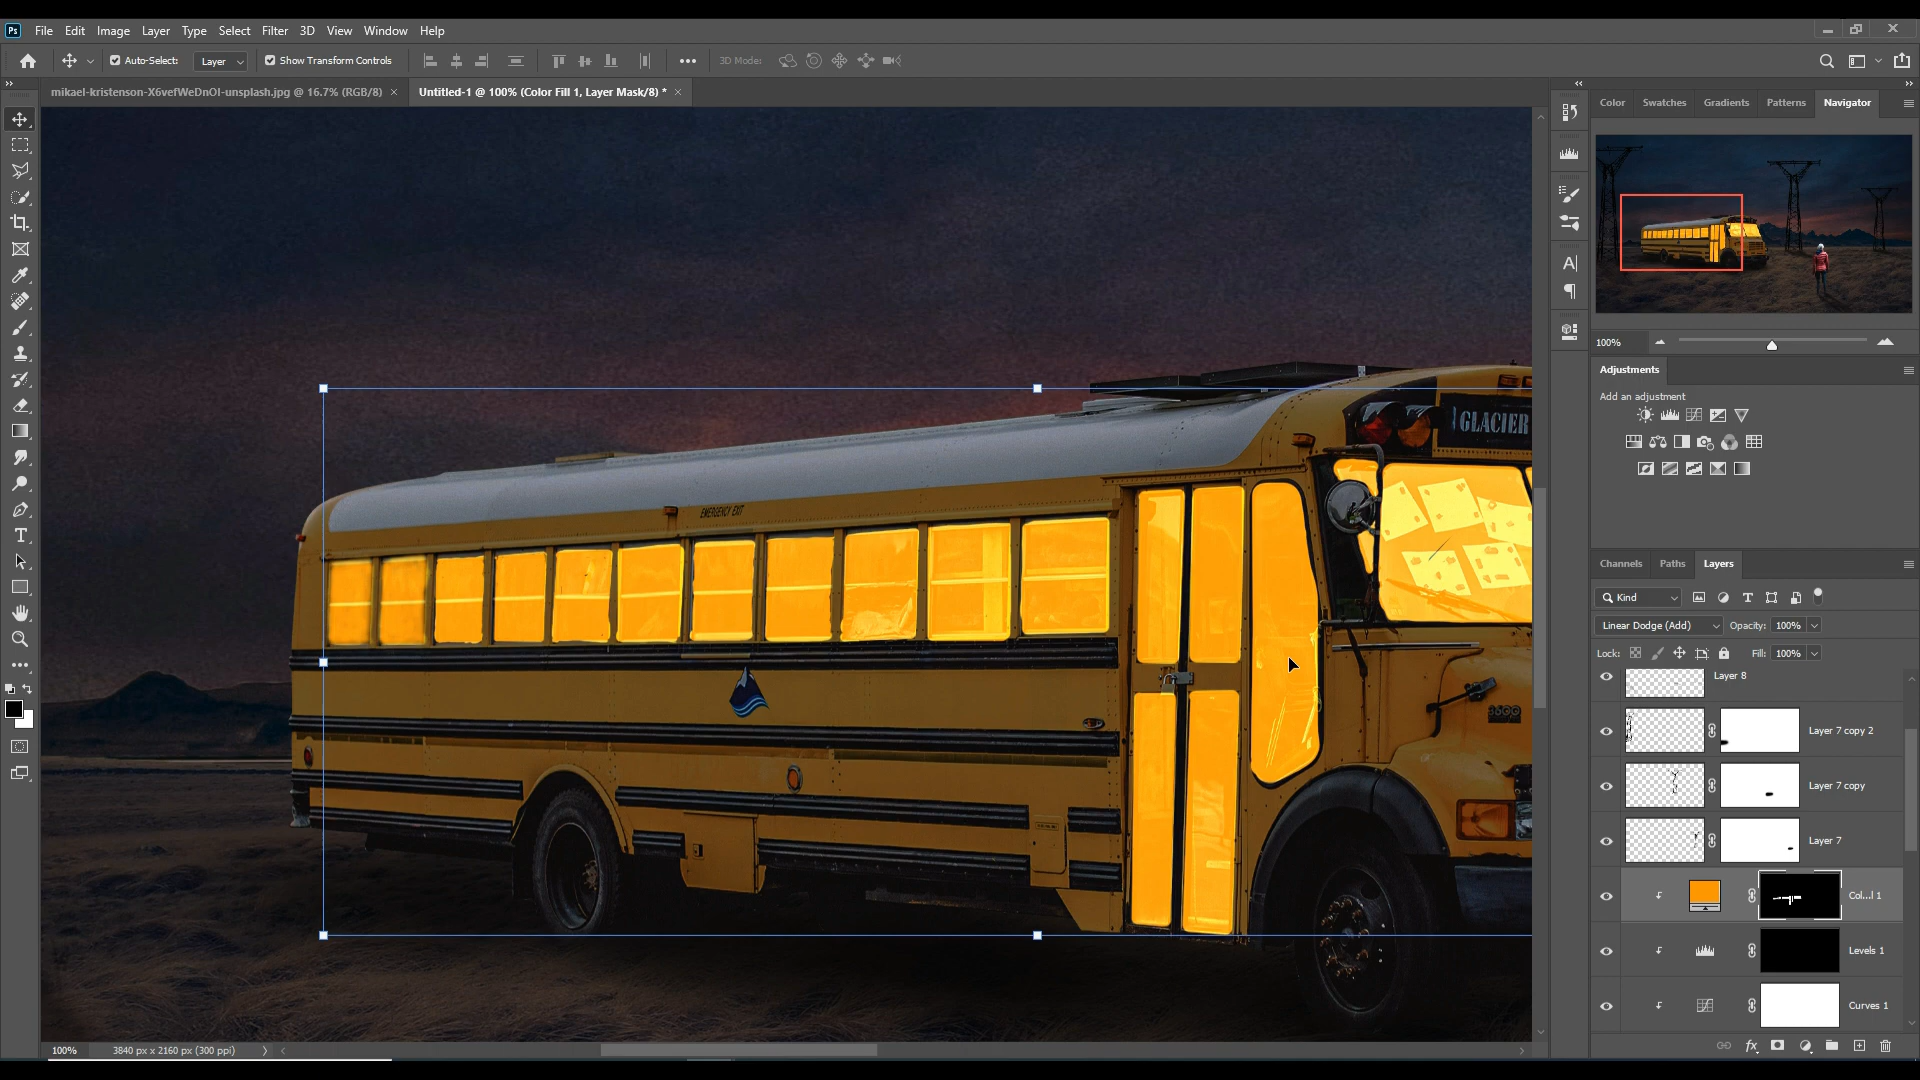 Ps File Edit Image Layer Type Select Filter 3D View Window Help
Auto-Select: Layer Show Transform Controls 3D Mode:
mikael-kristenson-X6vefWeDnOI-unsplash.jpg @ 16.7% (RGB/8) Untitled-1 @ 100% (Color Fill 1, Layer Mask/8) *
Color Swatches Gradients Patterns Navigator
100%
Adjustments
Add an adjustment
GLACIER
EMERGENCY EXIT
Channels Paths Layers
Kind
Linear Dodge (Add) Opacity: 100%
Lock: Fill: 100%
Layer 8
Layer 7 copy 2
Layer 7 copy
Layer 7
Col...l 1
Levels 1
Curves 1
100% 3840 px x 2160 px (300 ppi)
fx